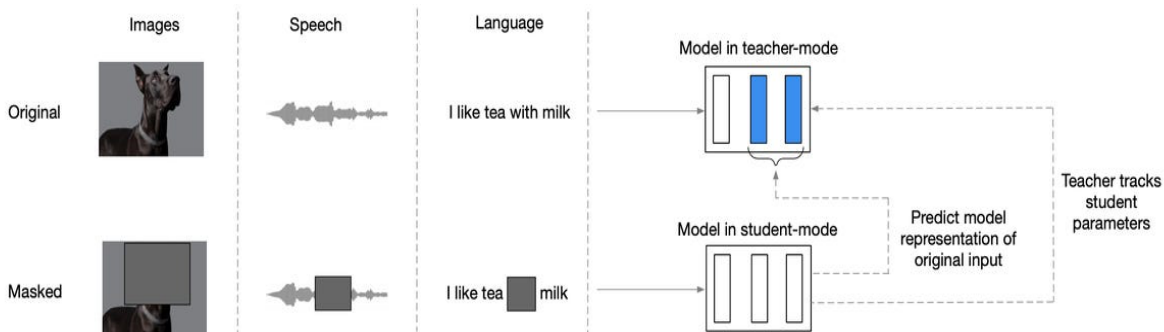 Images
Speech
Language
Model in teacher-mode
Original
I like tea with milk
Teacher tracks
student
parameters
Predict model
representation of
original input
Model in student-mode
Masked
I like tea milk